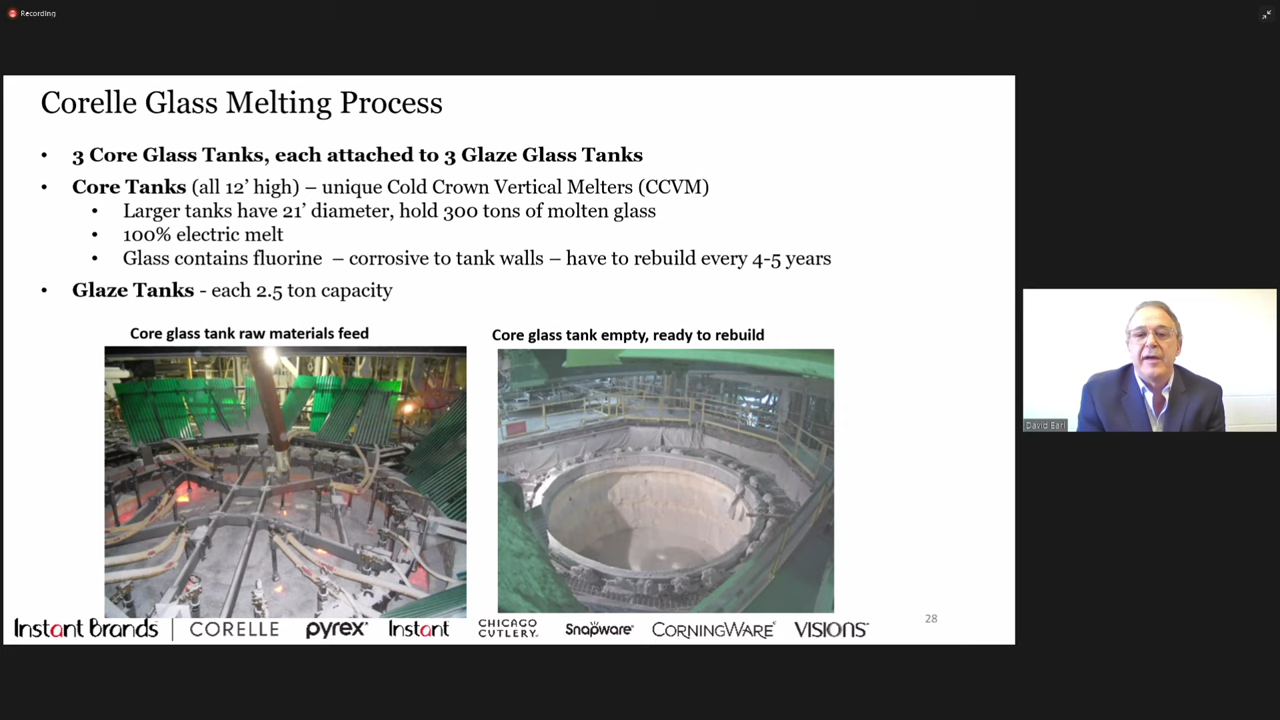 Recording
Corelle Glass Melting Process
• 3 Core Glass Tanks, each attached to 3 Glaze Glass Tanks
• Core Tanks (all 12’ high) – unique Cold Crown Vertical Melters (CCVM)
• Larger tanks have 21’ diameter, hold 300 tons of molten glass
• 100% electric melt
• Glass contains fluorine – corrosive to tank walls – have to rebuild every 4-5 years
• Glaze Tanks - each 2.5 ton capacity
Core glass tank raw materials feed
Core glass tank empty, ready to rebuild
David Earl
Instant Brands | CORELLE pyrex® Instant CHICAGO CUTLERY® Snapware® CORNINGWARE® VISIONS®
28